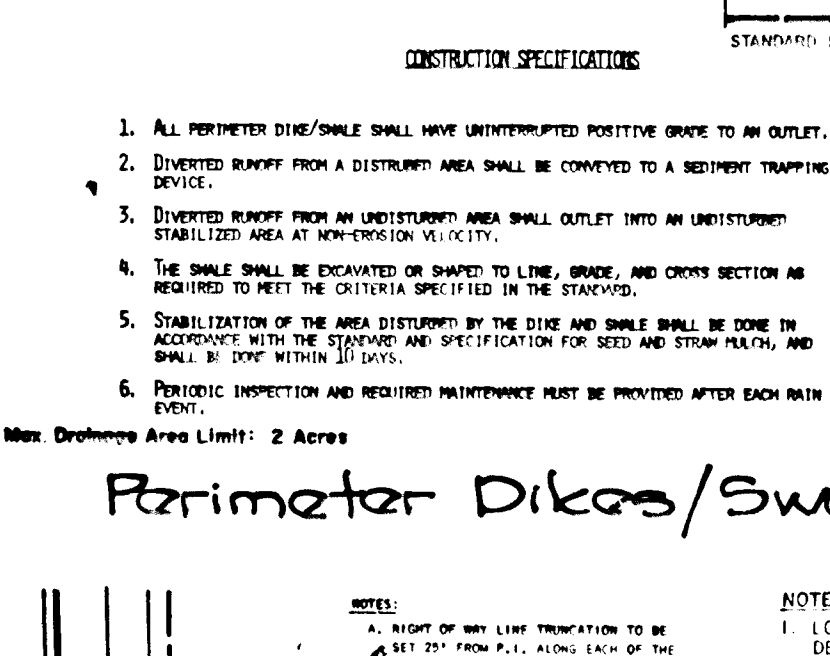 STANDARD
CONSTRUCTION SPECIFICATIONS
1. ALL PERIMETER DIKE/SWALE SHALL HAVE UNINTERRUPTED POSITIVE GRADE TO AN OUTLET.
2. DIVERTED RUNOFF FROM A DISTRUBED AREA SHALL BE CONVEYED TO A SEDIMENT TRAPPING
DEVICE.
3. DIVERTED RUNOFF FROM AN UNDISTURBED AREA SHALL OUTLET INTO AN UNDISTURBED
STABILIZED AREA AT NON-EROSION VELOCITY.
4. THE SWALE SHALL BE EXCAVATED OR SHAPED TO LINE, GRADE, AND CROSS SECTION AS
REQUIRED TO MEET THE CRITERIA SPECIFIED IN THE STANDARD.
5. STABILIZATION OF THE AREA DISTURBED BY THE DIKE AND SWALE SHALL BE DONE IN
ACCORDANCE WITH THE STANDARD AND SPECIFICATION FOR SEED AND STRAW MULCH, AND
SHALL BE DONE WITHIN 10 DAYS.
6. PERIODIC INSPECTION AND REQUIRED MAINTENANCE MUST BE PROVIDED AFTER EACH RAIN
EVENT.
Max. Drainage Area Limit: 2 Acres
Perimeter Dikes/Sw
NOTES:
A. RIGHT OF WAY LINE TRUNCATION TO BE
SET 25' FROM P.I. ALONG EACH OF THE
NOTE
1. LO
DE